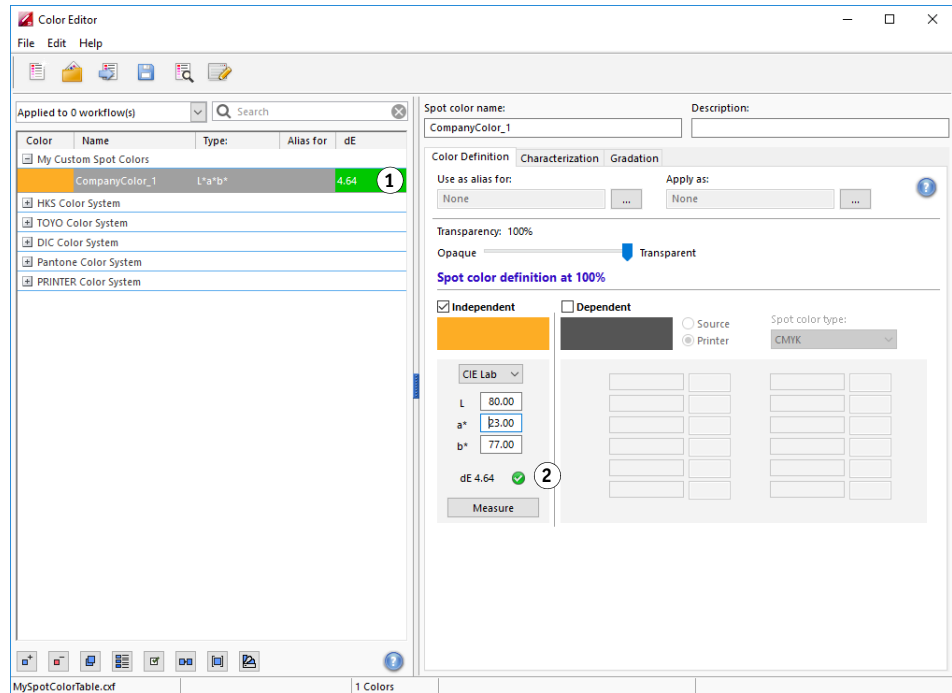 Color Editor
File Edit Help
Applied to 0 workflow(s)
Search
Color Name Type: Alias for dE
My Custom Spot Colors
CompanyColor_1 L*a*b* 4.64 1
HKS Color System
TOYO Color System
DIC Color System
Pantone Color System
PRINTER Color System
Spot color name: Description:
CompanyColor_1
Color Definition Characterization Gradation
Use as alias for: Apply as:
None ... None ...
Transparency: 100%
Opaque Transparent
Spot color definition at 100%
Independent Dependent
Source
Printer
Spot color type:
CMYK
CIE Lab
L 80.00
a* 23.00
b* 77.00
dE 4.64 2
Measure
MySpotColorTable.cxf 1 Colors